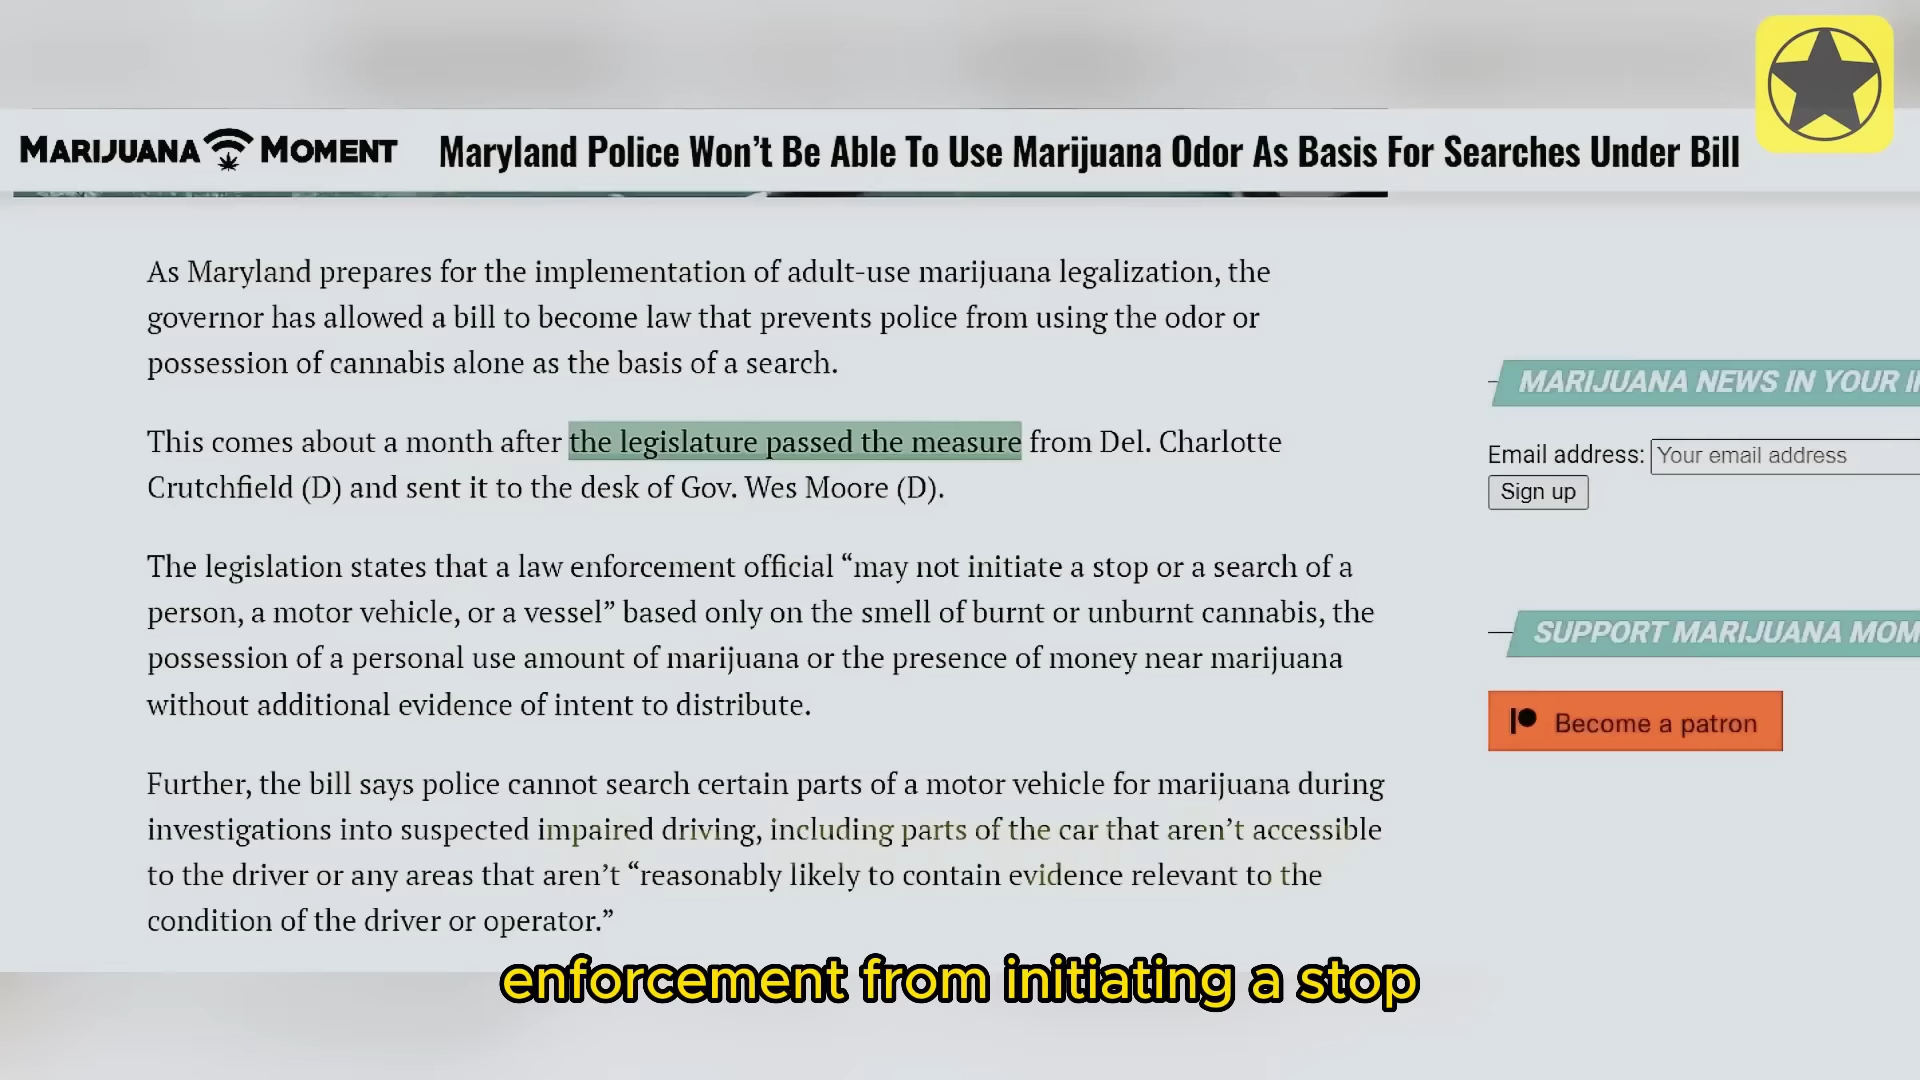 MARIJUANA MOMENT
Maryland Police Won’t Be Able To Use Marijuana Odor As Basis For Searches Under Bill
As Maryland prepares for the implementation of adult-use marijuana legalization, the
governor has allowed a bill to become law that prevents police from using the odor or
possession of cannabis alone as the basis of a search.
This comes about a month after the legislature passed the measure from Del. Charlotte
Crutchfield (D) and sent it to the desk of Gov. Wes Moore (D).
The legislation states that a law enforcement official “may not initiate a stop or a search of a
person, a motor vehicle, or a vessel” based only on the smell of burnt or unburnt cannabis, the
possession of a personal use amount of marijuana or the presence of money near marijuana
without additional evidence of intent to distribute.
Further, the bill says police cannot search certain parts of a motor vehicle for marijuana during
investigations into suspected impaired driving, including parts of the car that aren’t accessible
to the driver or any areas that aren’t “reasonably likely to contain evidence relevant to the
condition of the driver or operator.”
MARIJUANA NEWS IN YOUR
Email address: Your email address
Sign up
SUPPORT MARIJUANA MOM
Become a patron
enforcement from initiating a stop